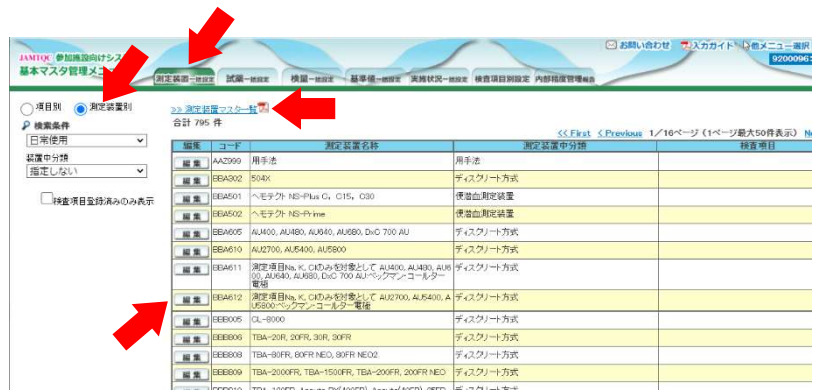 お問い合わせ 入力ガイド 他メニュー選択
JAMTQC 参加施設向けシス
基本マスタ管理メニ
9200096
測定装置一括設定 試薬一括設定 検量一括設定 基準値一括設定 実施状況一括設定 検査項目別設定 内部精度管理報告
項目別 測定装置別
>> 測定装置マスター覧
検索条件
合計 795 件
日常使用
<< First < Previous 1/16ページ (1ページ最大50件表示)
装置中分類
指定しない
検査項目登録済みのみ表示
編集 コード 測定装置名称 測定装置中分類 検査項目
編集 AAZ999 用手法 用手法
編集 BBA302 504X ディスクリート方式
編集 BBA501 ヘモテクト NS-Plus C, C15, C30 便潜血測定装置
編集 BBA502 ヘモテクト NS-Prime 便潜血測定装置
編集 BBA605 AU400, AU480, AU640, AU680, DxC 700 AU ディスクリート方式
編集 BBA610 AU2700, AU5400, AU5800 ディスクリート方式
編集 BBA611 測定項目Na, K, Clのみを対象として AU400, AU480, AU6 ディスクリート方式
00, AU640, AU680, DxC 700 AU:ベックマン・コールター
電極
編集 BBA612 測定項目Na, K, Clのみを対象として AU2700, AU5400, A ディスクリート方式
U5800:ベックマン・コールター電極
編集 BBB005 CL-8000 ディスクリート方式
編集 BBB806 TBA-20R, 20FR, 30R, 30FR ディスクリート方式
編集 BBB808 TBA-80FR, 80FR NEO, 80FR NEO2 ディスクリート方式
編集 BBB809 TBA-2000FR, TBA-1500FR, TBA-200FR, 200FR NEO ディスクリート方式